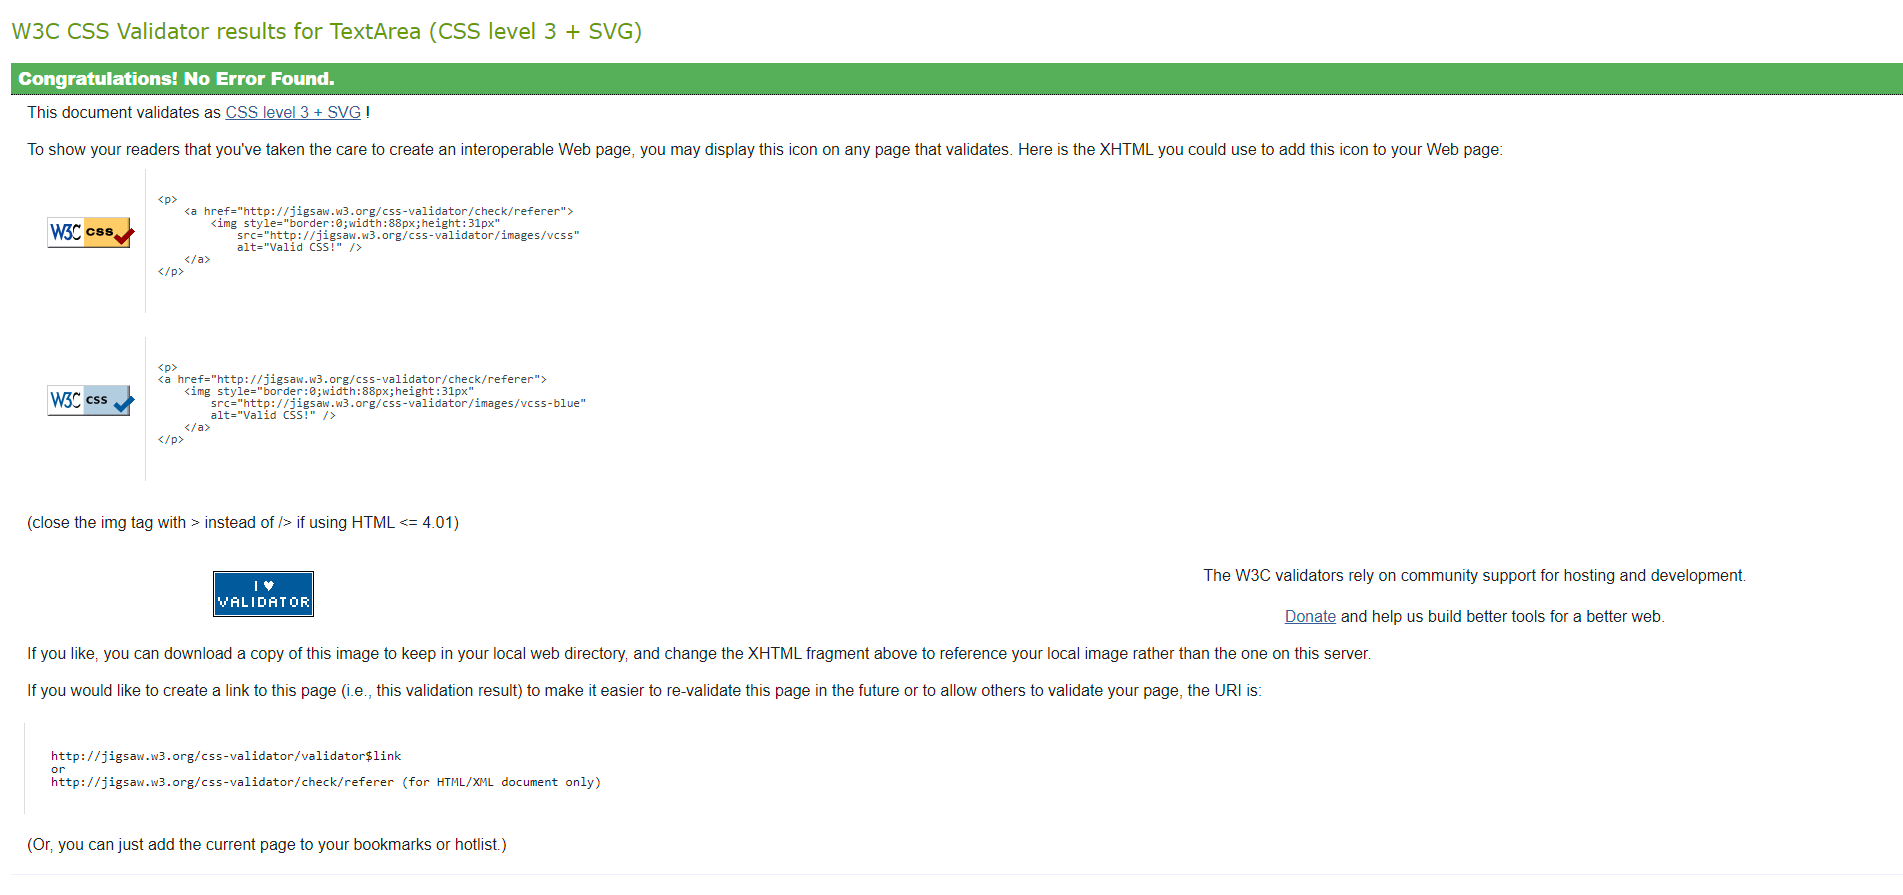 W3C CSS Validator results for TextArea (CSS level 3 + SVG)
Congratulations! No Error Found.
This document validates as CSS level 3 + SVG !
To show your readers that you've taken the care to create an interoperable Web page, you may display this icon on any page that validates. Here is the XHTML you could use to add this icon to your Web page:
W3C css
<p>
    <a href="http://jigsaw.w3.org/css-validator/check/referer">
        <img style="border:0;width:88px;height:31px"
            src="http://jigsaw.w3.org/css-validator/images/vcss"
            alt="Valid CSS!" />
    </a>
</p>
W3C css
<p>
<a href="http://jigsaw.w3.org/css-validator/check/referer">
    <img style="border:0;width:88px;height:31px"
        src="http://jigsaw.w3.org/css-validator/images/vcss-blue"
        alt="Valid CSS!" />
    </a>
</p>
(close the img tag with > instead of /> if using HTML <= 4.01)
I ♥
VALIDATOR
The W3C validators rely on community support for hosting and development.
Donate and help us build better tools for a better web.
If you like, you can download a copy of this image to keep in your local web directory, and change the XHTML fragment above to reference your local image rather than the one on this server.
If you would like to create a link to this page (i.e., this validation result) to make it easier to re-validate this page in the future or to allow others to validate your page, the URI is:
http://jigsaw.w3.org/css-validator/validator$link
or
http://jigsaw.w3.org/css-validator/check/referer (for HTML/XML document only)
(Or, you can just add the current page to your bookmarks or hotlist.)